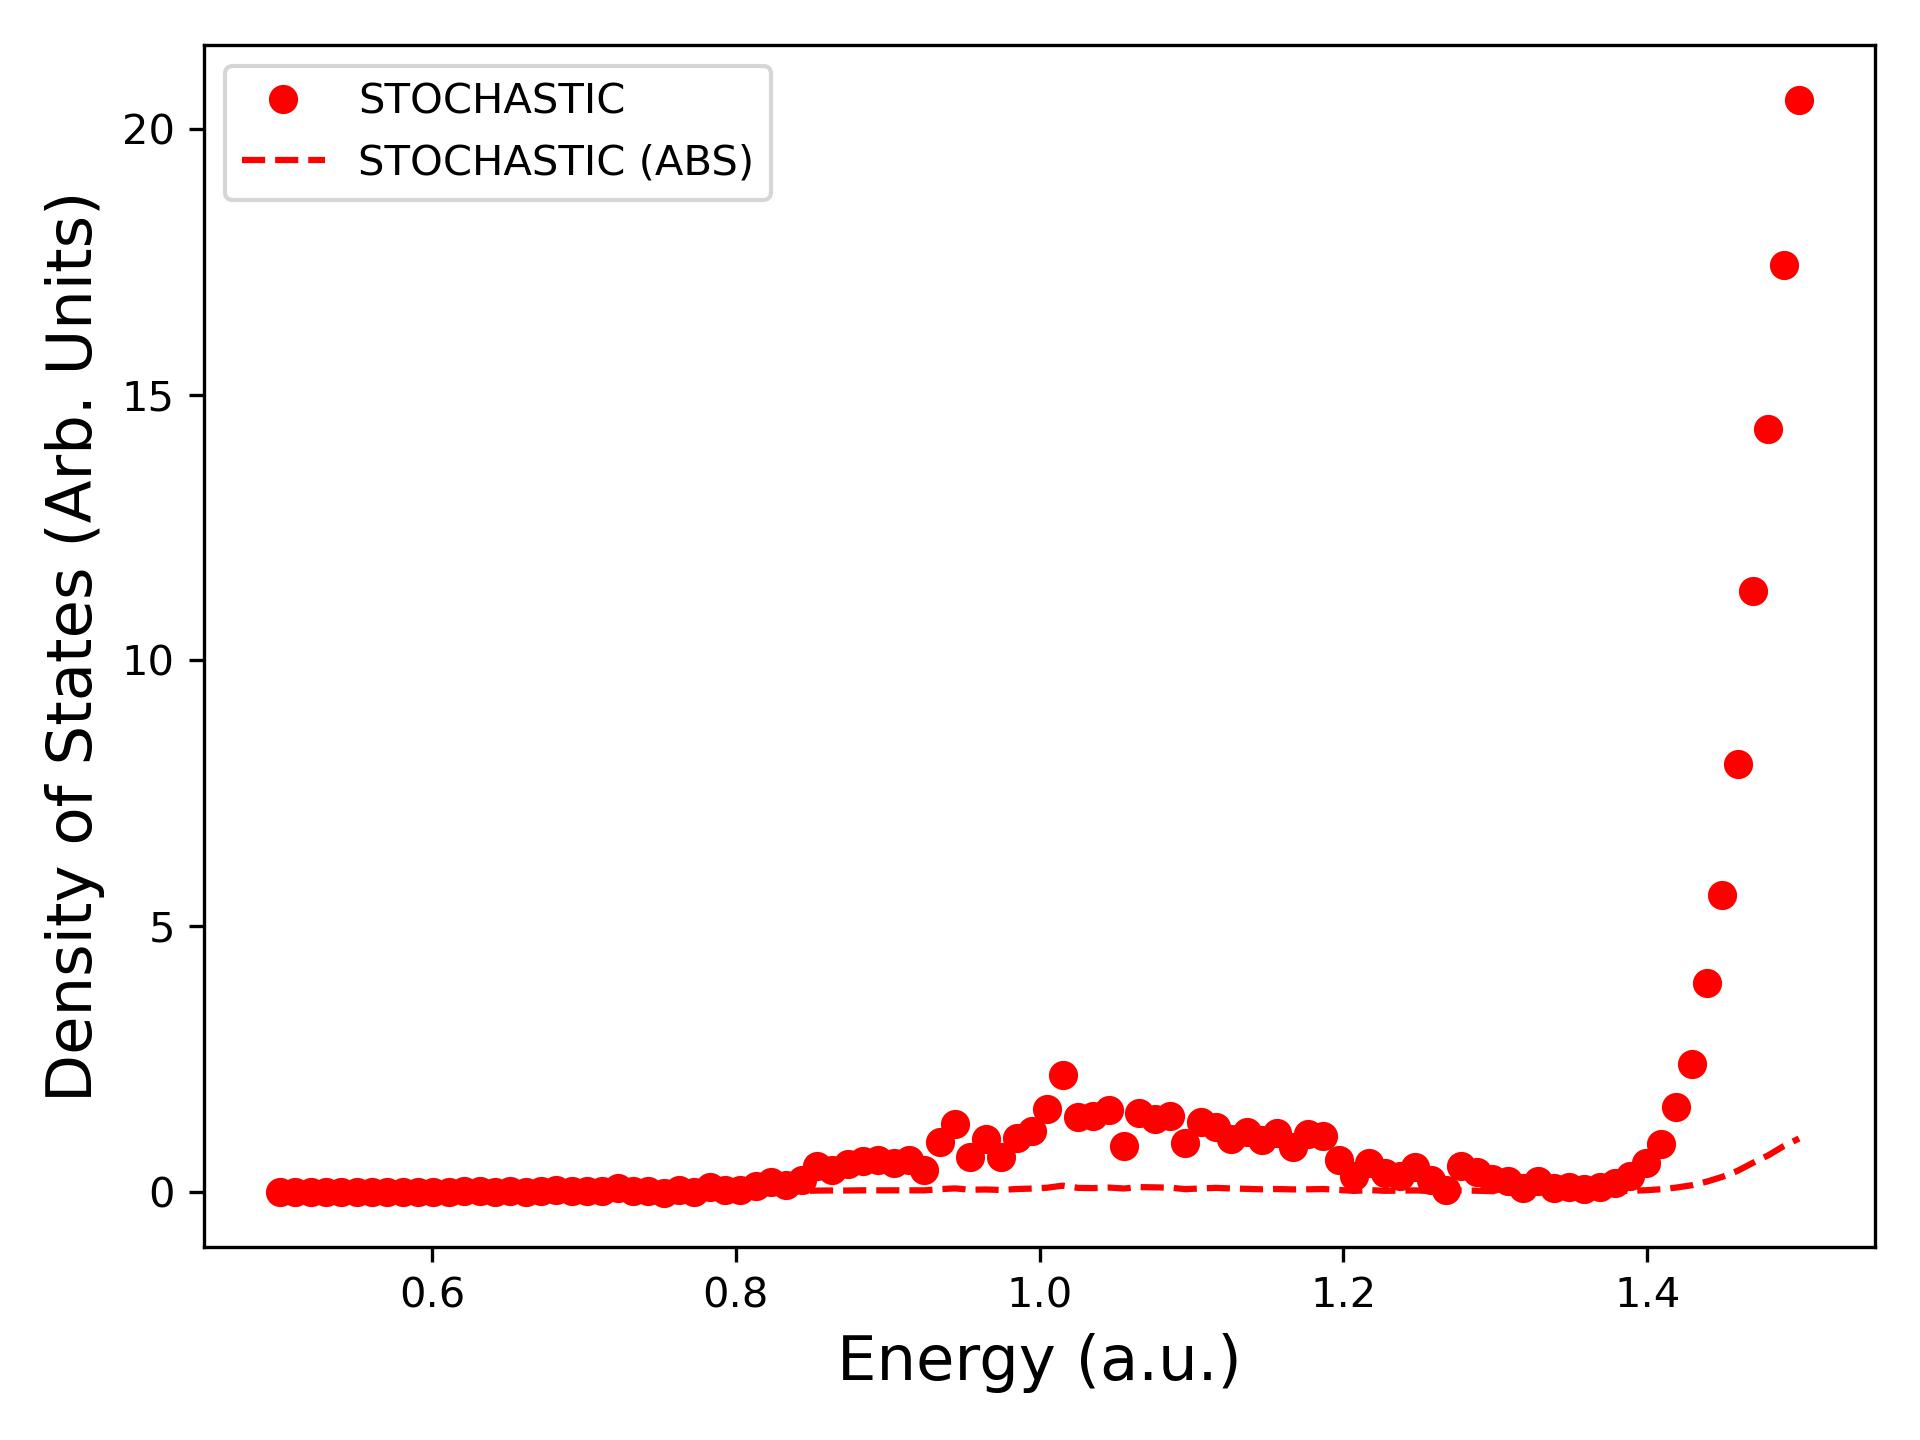 STOCHASTIC
STOCHASTIC (ABS)
Density of States (Arb. Units)
20
15
10
5
0
0.6 0.8 1.0 1.2 1.4
Energy (a.u.)